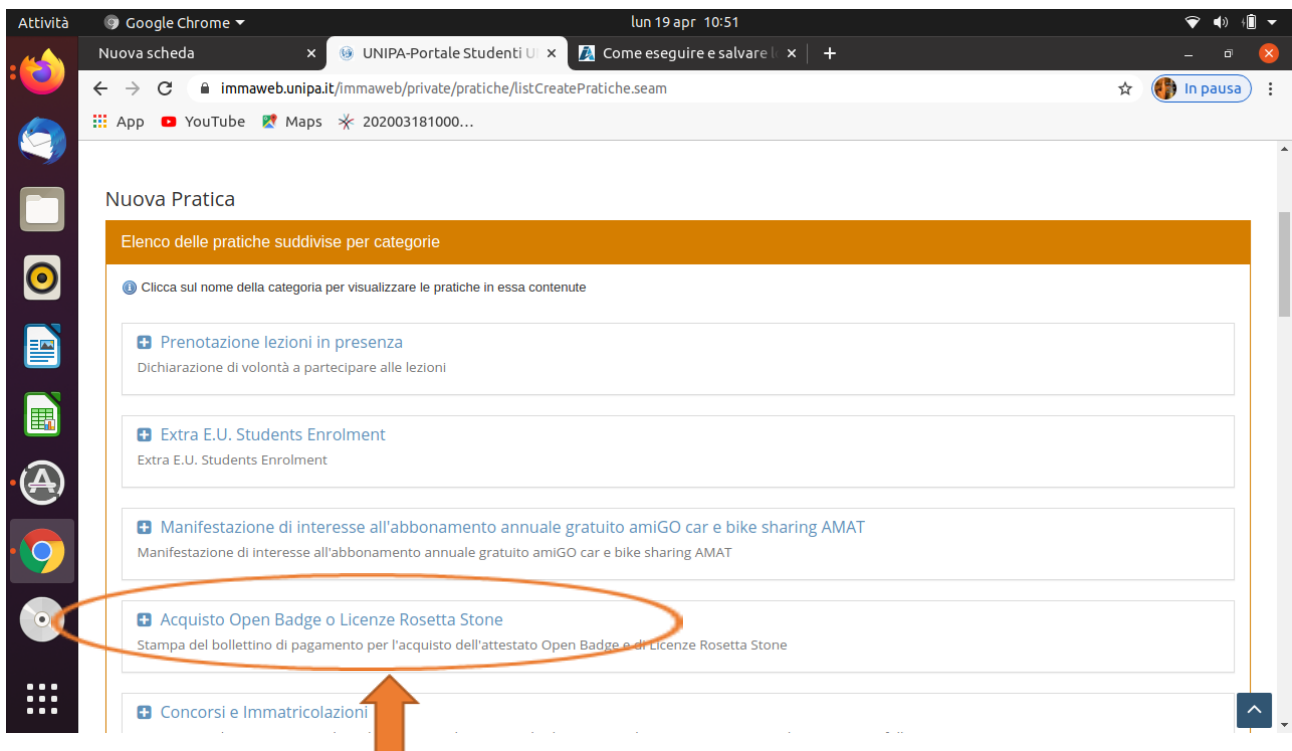 Attività
Google Chrome
lun 19 apr 10:51
Nuova scheda
UNIPA-Portale Studenti U
Come eseguire e salvare l
immaweb.unipa.it/immaweb/private/pratiche/listCreatePratiche.seam
In pausa
App
YouTube
Maps
202003181000...
Nuova Pratica
Elenco delle pratiche suddivise per categorie
Clicca sul nome della categoria per visualizzare le pratiche in essa contenute
Prenotazione lezioni in presenza
Dichiarazione di volontà a partecipare alle lezioni
Extra E.U. Students Enrolment
Extra E.U. Students Enrolment
Manifestazione di interesse all'abbonamento annuale gratuito amiGO car e bike sharing AMAT
Manifestazione di interesse all'abbonamento annuale gratuito amiGO car e bike sharing AMAT
Acquisto Open Badge o Licenze Rosetta Stone
Stampa del bollettino di pagamento per l'acquisto dell'attestato Open Badge e di Licenze Rosetta Stone
Concorsi e Immatricolazioni